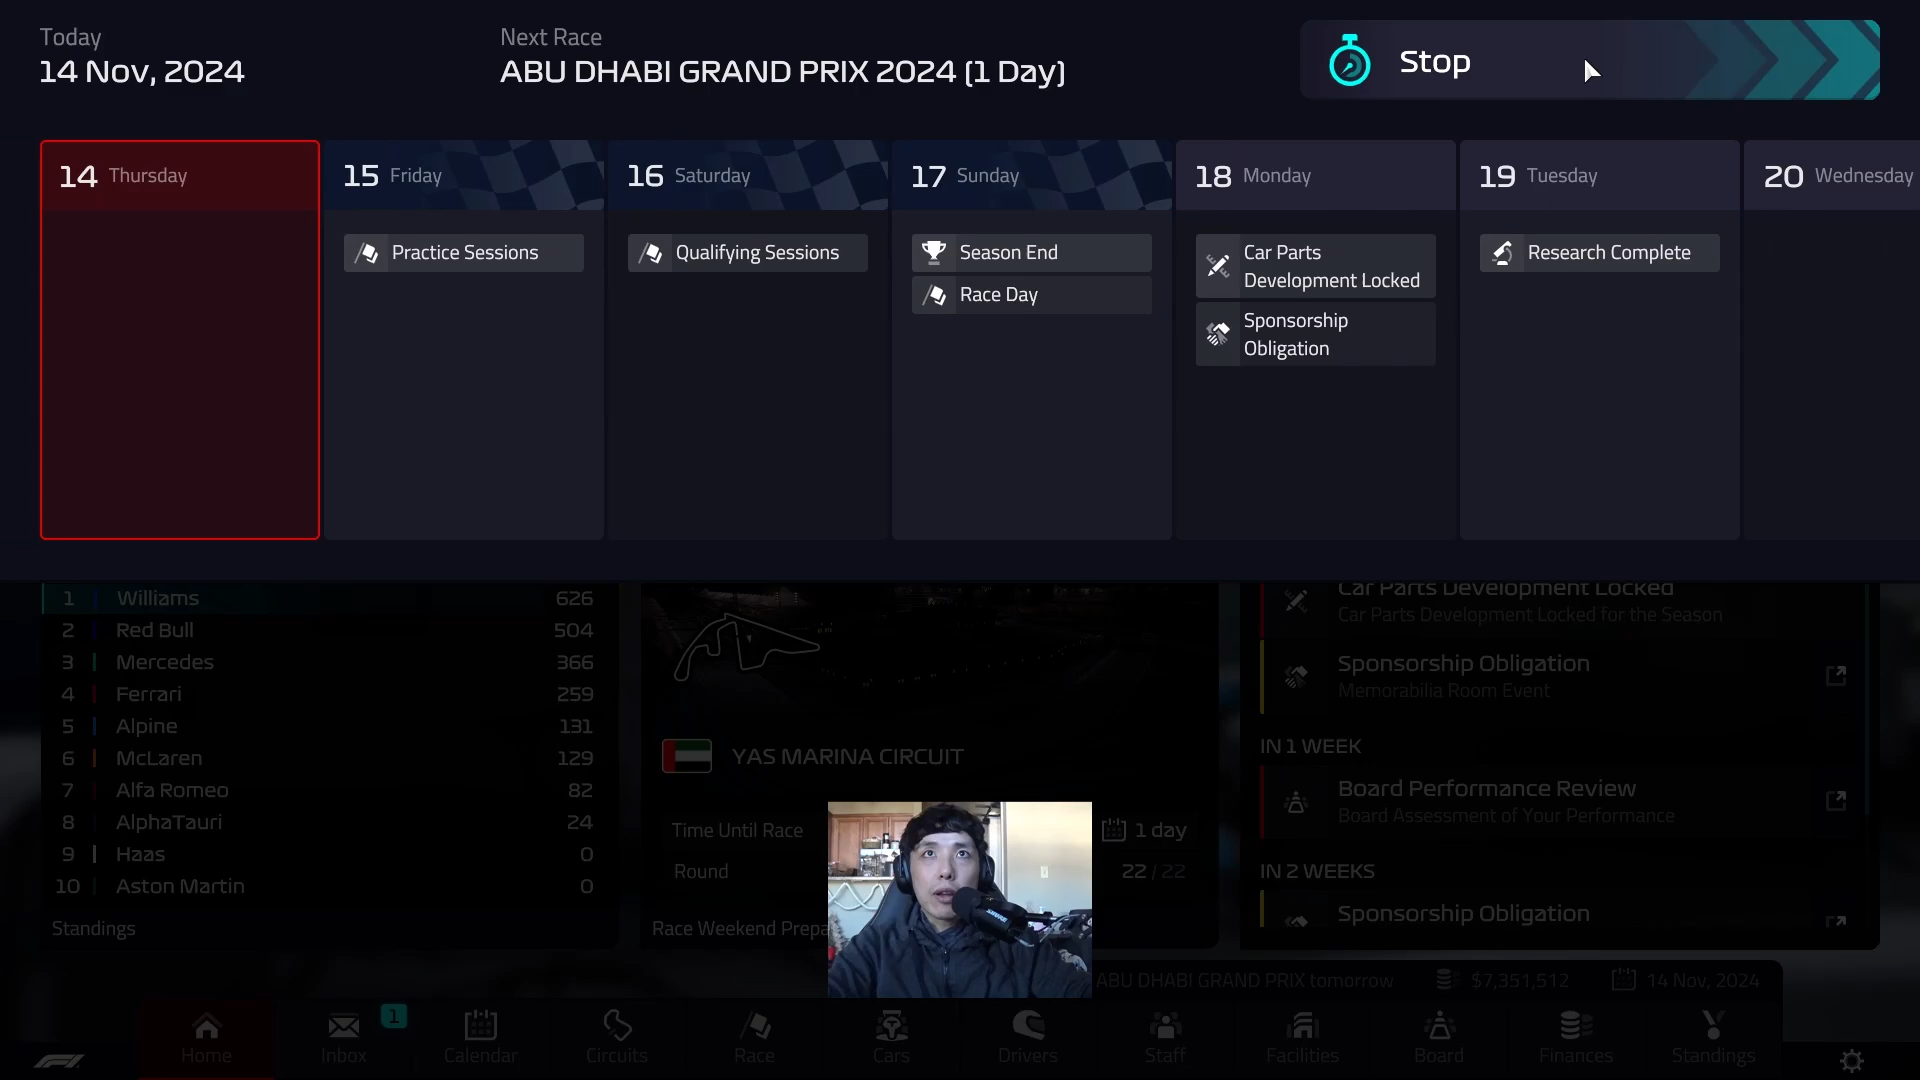 Today
14 Nov, 2024
Next Race
ABU DHABI GRAND PRIX 2024 (1 Day)
Stop
14 Thursday
15 Friday
16 Saturday
17 Sunday
18 Monday
19 Tuesday
20 Wednesday
Practice Sessions
Qualifying Sessions
Season End
Race Day
Car Parts
Development Locked
Sponsorship
Obligation
Research Complete
1 Williams 626
2 Red Bull 504
3 Mercedes 366
4 Ferrari 259
5 Alpine 131
6 McLaren 129
7 Alfa Romeo 82
8 AlphaTauri 24
9 Haas 0
10 Aston Martin 0
Standings
YAS MARINA CIRCUIT
Time Until Race 1 day
Round 22 / 22
Race Weekend Prepa
Car Parts Development Locked
Car Parts Development Locked for the Season
Sponsorship Obligation
Memorabilia Room Event
IN 1 WEEK
Board Performance Review
Board Assessment of Your Performance
IN 2 WEEKS
Sponsorship Obligation
ABU DHABI GRAND PRIX tomorrow $7,351,512 14 Nov, 2024
Home
Inbox 1
Calendar
Circuits
Race
Cars
Drivers
Staff
Facilities
Board
Finances
Standings